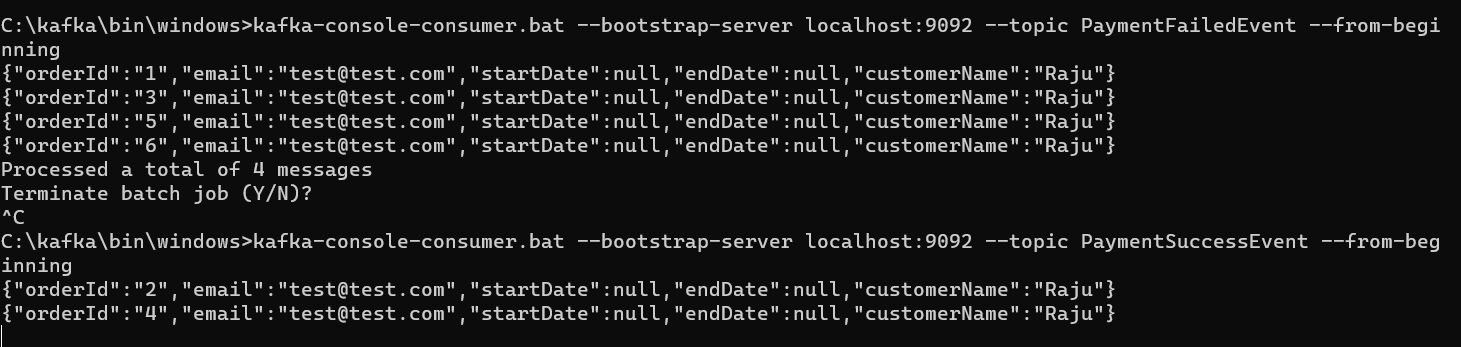 C:\kafka\bin\windows>kafka-console-consumer.bat --bootstrap-server localhost:9092 --topic PaymentFailedEvent --from-begi
nning
{"orderId":"1","email":"test@test.com","startDate":null,"endDate":null,"customerName":"Raju"}
{"orderId":"3","email":"test@test.com","startDate":null,"endDate":null,"customerName":"Raju"}
{"orderId":"5","email":"test@test.com","startDate":null,"endDate":null,"customerName":"Raju"}
{"orderId":"6","email":"test@test.com","startDate":null,"endDate":null,"customerName":"Raju"}
Processed a total of 4 messages
Terminate batch job (Y/N)?
^C
C:\kafka\bin\windows>kafka-console-consumer.bat --bootstrap-server localhost:9092 --topic PaymentSuccessEvent --from-beg
inning
{"orderId":"2","email":"test@test.com","startDate":null,"endDate":null,"customerName":"Raju"}
{"orderId":"4","email":"test@test.com","startDate":null,"endDate":null,"customerName":"Raju"}